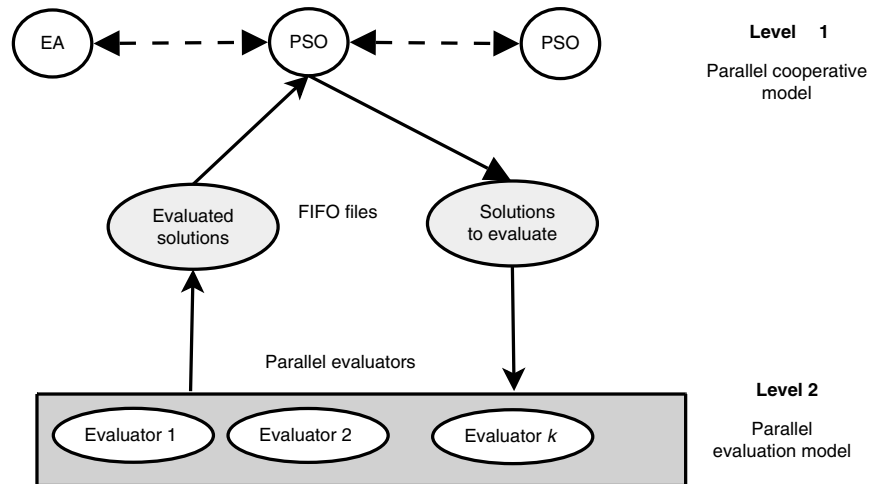 EA
PSO
PSO
Level 1
Parallel cooperative
model
Evaluated
solutions
FIFO files
Solutions
to evaluate
Parallel evaluators
Level 2
Parallel
evaluation model
Evaluator 1
Evaluator 2
Evaluator k